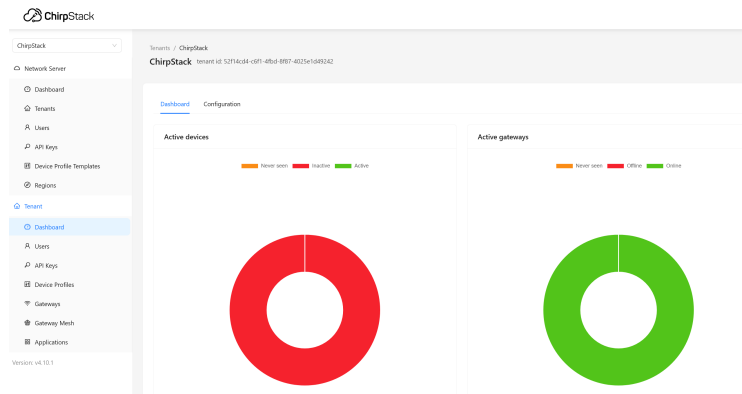 ChirpStack
ChirpStack
Network Server
Dashboard
Tenants
Users
API Keys
Device Profile Templates
Regions
Tenant
Dashboard
Users
API Keys
Device Profiles
Gateways
Gateway Mesh
Applications
Version: v4.10.1
Tenants / ChirpStack
ChirpStack tenant id: 52f14cd4-c6f1-4fbd-8f87-4025e1d49242
Dashboard Configuration
Active devices
Never seen Inactive Active
Active gateways
Never seen Offline Online